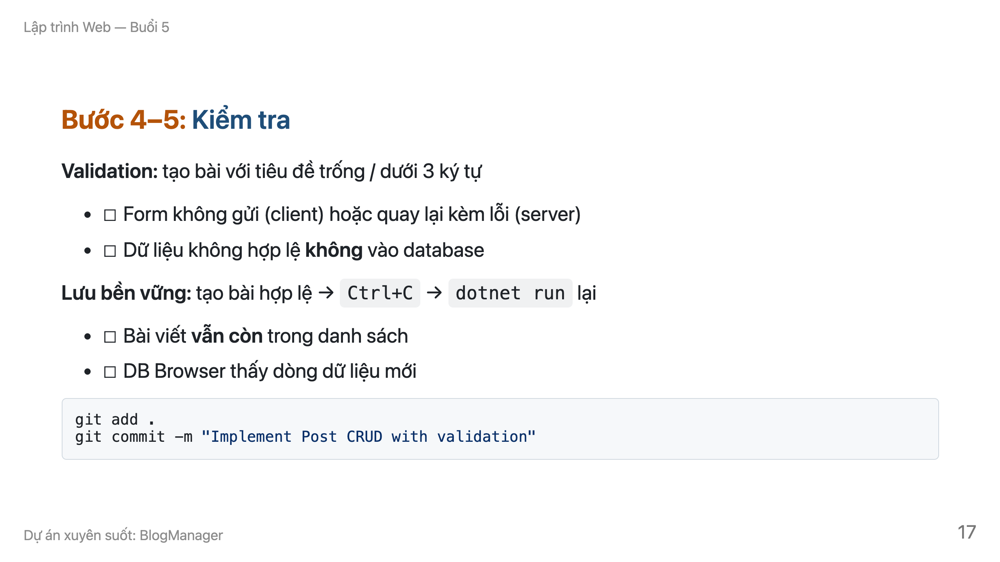 Lập trình Web — Buổi 5
Bước 4–5: Kiểm tra
Validation: tạo bài với tiêu đề trống / dưới 3 ký tự
• ☐ Form không gửi (client) hoặc quay lại kèm lỗi (server)
• ☐ Dữ liệu không hợp lệ không vào database
Lưu bền vững: tạo bài hợp lệ → Ctrl+C → dotnet run lại
• ☐ Bài viết vẫn còn trong danh sách
• ☐ DB Browser thấy dòng dữ liệu mới
git add .
git commit -m "Implement Post CRUD with validation"
Dự án xuyên suốt: BlogManager
17